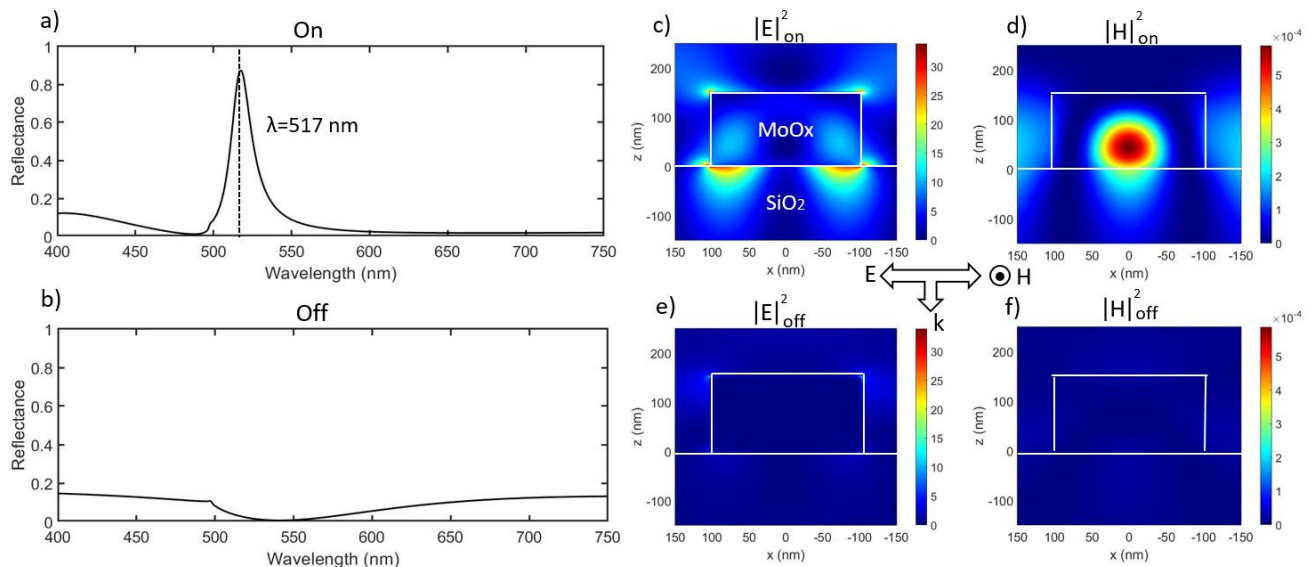 a)
On
1
0.8
0.6
0.4
0.2
0
Reflectance
λ=517 nm
400 450 500 550 600 650 700 750
Wavelength (nm)
b)
Off
1
0.8
0.6
0.4
0.2
0
Reflectance
400 450 500 550 600 650 700 750
Wavelength (nm)
c)
|E|²on
200
100
0
-100
z (nm)
MoOx
SiO₂
150 100 50 0 -50 -100 -150
x (nm)
30
25
20
15
10
5
0
d)
|H|²on
×10⁻⁴
200
100
0
-100
z (nm)
150 100 50 0 -50 -100 -150
x (nm)
5
4
3
2
1
0
E
H
k
e)
|E|²off
200
100
0
-100
z (nm)
150 100 50 0 -50 -100 -150
x (nm)
30
25
20
15
10
5
0
f)
|H|²off
×10⁻⁴
200
100
0
-100
z (nm)
150 100 50 0 -50 -100 -150
x (nm)
5
4
3
2
1
0